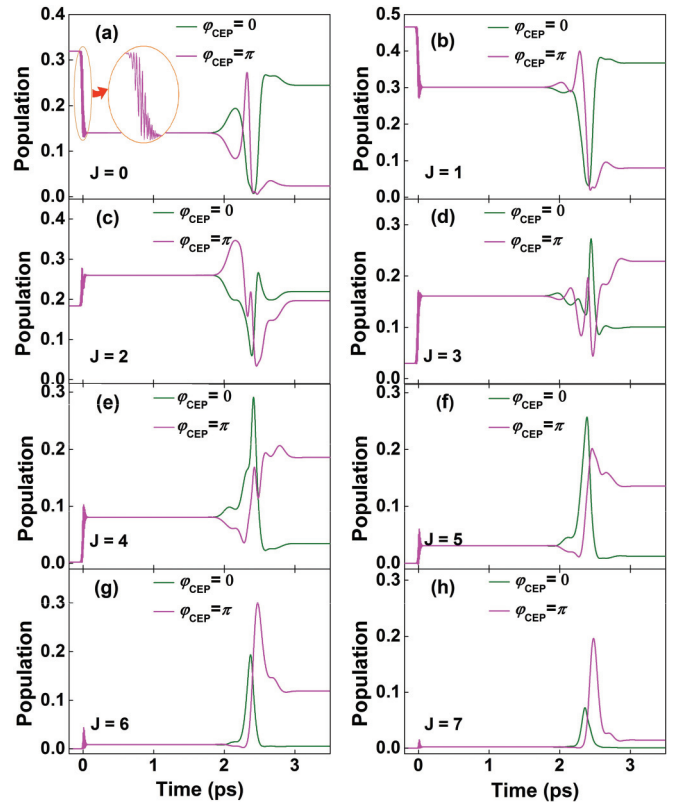 (a)
φCEP = 0
φCEP = π
0.4
0.3
0.2
0.1
0.0
Population
J = 0
(b)
φCEP = 0
φCEP = π
0.5
0.4
0.3
0.2
0.1
0.0
Population
J = 1
(c)
φCEP = 0
φCEP = π
0.4
0.3
0.2
0.1
0.0
Population
J = 2
(d)
φCEP = 0
φCEP = π
0.3
0.2
0.1
0.0
Population
J = 3
(e)
φCEP = 0
φCEP = π
0.3
0.2
0.1
0.0
Population
J = 4
(f)
φCEP = 0
φCEP = π
0.3
0.2
0.1
0.0
Population
J = 5
(g)
φCEP = 0
φCEP = π
0.3
0.2
0.1
0.0
Population
J = 6
0 1 2 3
Time (ps)
(h)
φCEP = 0
φCEP = π
0.3
0.2
0.1
0.0
Population
J = 7
0 1 2 3
Time (ps)